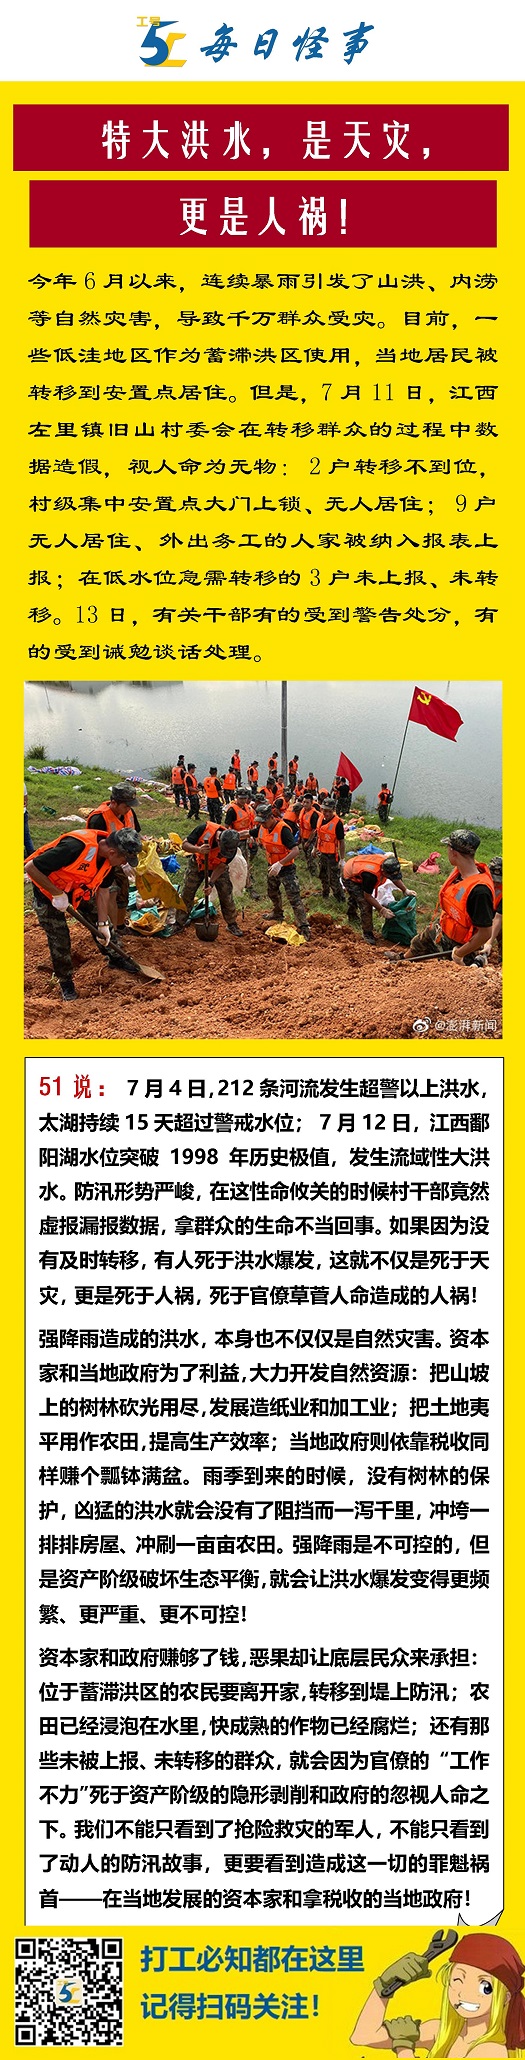 工号
51
每日怪事
特大洪水，是天灾，
更是人祸！
今年 6 月以来，连续暴雨引发了山洪、内涝
等自然灾害，导致千万群众受灾。目前，一
些低洼地区作为蓄滞洪区使用，当地居民被
转移到安置点居住。但是，7 月 11 日，江西
左里镇旧山村委会在转移群众的过程中数
据造假，视人命为无物： 2 户转移不到位，
村级集中安置点大门上锁、无人居住； 9 户
无人居住、外出务工的人家被纳入报表上
报；在低水位急需转移的 3 户未上报、未转
移。13 日，有关干部有的受到警告处分，有
的受到诫勉谈话处理。
@澎湃新闻
51 说： 7 月 4 日，212 条河流发生超警以上洪水，
太湖持续 15 天超过警戒水位； 7 月 12 日，江西鄱
阳湖水位突破 1998 年历史极值，发生流域性大洪
水。防汛形势严峻，在这性命攸关的时候村干部竟然
虚报漏报数据，拿群众的生命不当回事。如果因为没
有及时转移，有人死于洪水爆发，这就不仅是死于天
灾，更是死于人祸，死于官僚草菅人命造成的人祸！
强降雨造成的洪水，本身也不仅仅是自然灾害。资本
家和当地政府为了利益，大力开发自然资源：把山坡
上的树林砍光用尽，发展造纸业和加工业；把土地夷
平用作农田，提高生产效率；当地政府则依靠税收同
样赚个瓢钵满盆。雨季到来的时候，没有树林的保
护，凶猛的洪水就会没有了阻挡而一泻千里，冲垮一
排排房屋、冲刷一亩亩农田。强降雨是不可控的，但
是资产阶级破坏生态平衡，就会让洪水爆发变得更频
繁、更严重、更不可控！
资本家和政府赚够了钱，恶果却让底层民众来承担：
位于蓄滞洪区的农民要离开家，转移到堤上防汛；农
田已经浸泡在水里，快成熟的作物已经腐烂；还有那
些未被上报、未转移的群众，就会因为官僚的“工作
不力”死于资产阶级的隐形剥削和政府的忽视人命之
下。我们不能只看到了抢险救灾的军人，不能只看到
了动人的防汛故事，更要看到造成这一切的罪魁祸
首——在当地发展的资本家和拿税收的当地政府！
打工必知都在这里
记得扫码关注！